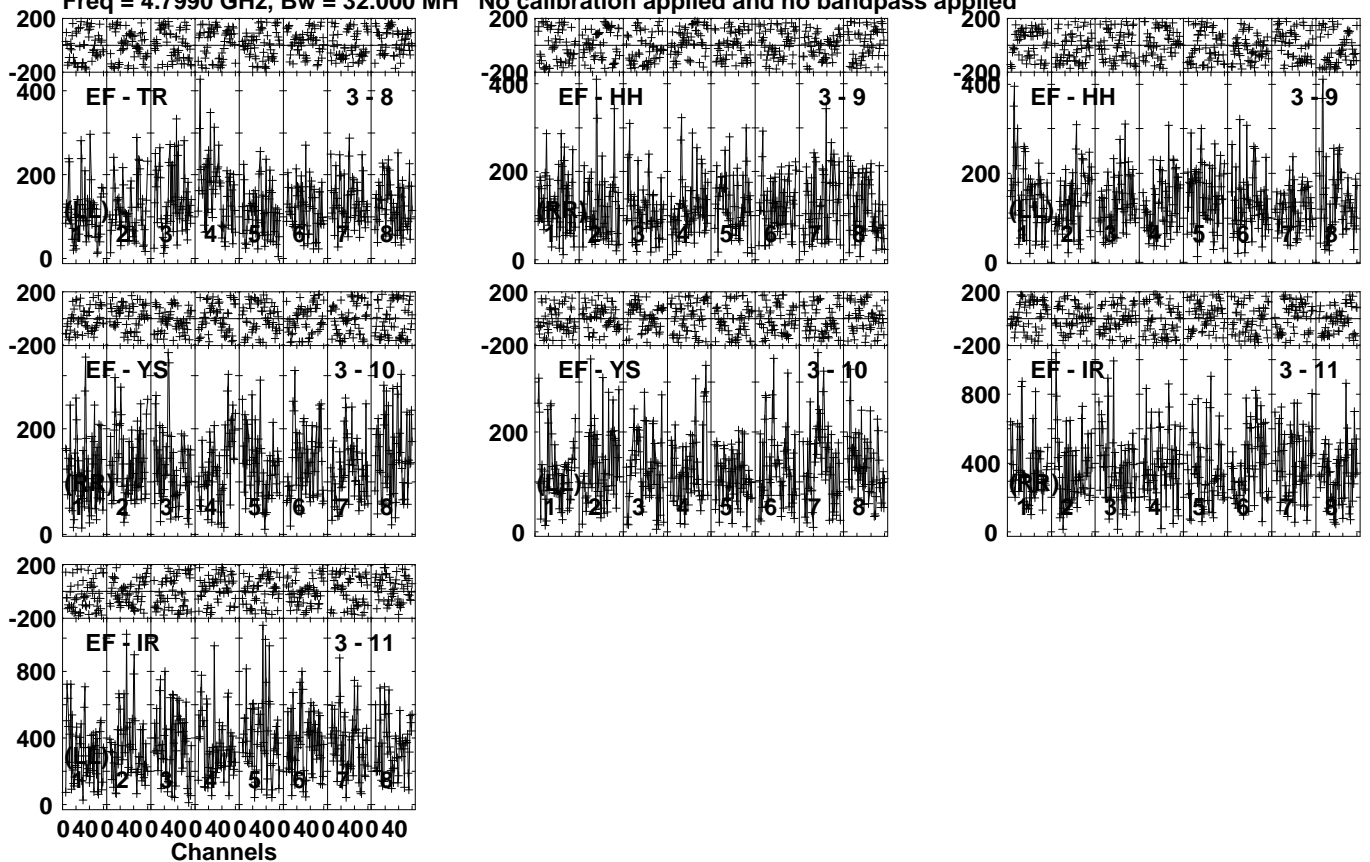 Freq = 4.7990 GHz, Bw = 32.000 MH No calibration applied and no bandpass applied
200 200 200
-200 -200 -200
400 EF - TR 3 - 8 400 EF - HH 3 - 9 400 EF - HH 3 - 9
200 200 200
(LL) (RR) (LL)
1 2 3 4 5 6 7 8 1 2 3 4 5 6 7 8 1 2 3 4 5 6 7 8
0 0 0
200 200 200
-200 -200 -200
EF - YS 3 - 10 EF - YS 3 - 10 EF - IR 3 - 11
800
200 200 400
(RR) (LL) (RR)
1 2 3 4 5 6 7 8 1 2 3 4 5 6 7 8 1 2 3 4 5 6 7 8
0 0 0
200
-200
EF - IR 3 - 11
800
400
(LL)
1 2 3 4 5 6 7 8
0
0 40 0 40 0 40 0 40 0 40 0 40 0 40 0 40
Channels